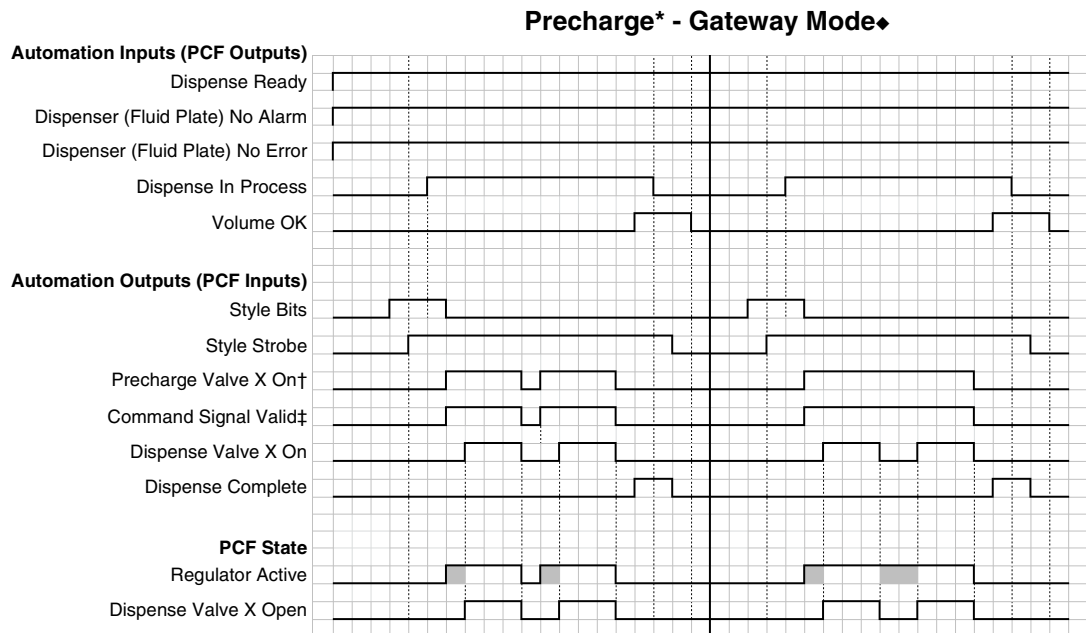 Precharge* - Gateway Mode◆
Automation Inputs (PCF Outputs)
Dispense Ready
Dispenser (Fluid Plate) No Alarm
Dispenser (Fluid Plate) No Error
Dispense In Process
Volume OK
Automation Outputs (PCF Inputs)
Style Bits
Style Strobe
Precharge Valve X On†
Command Signal Valid‡
Dispense Valve X On
Dispense Complete
PCF State
Regulator Active
Dispense Valve X Open